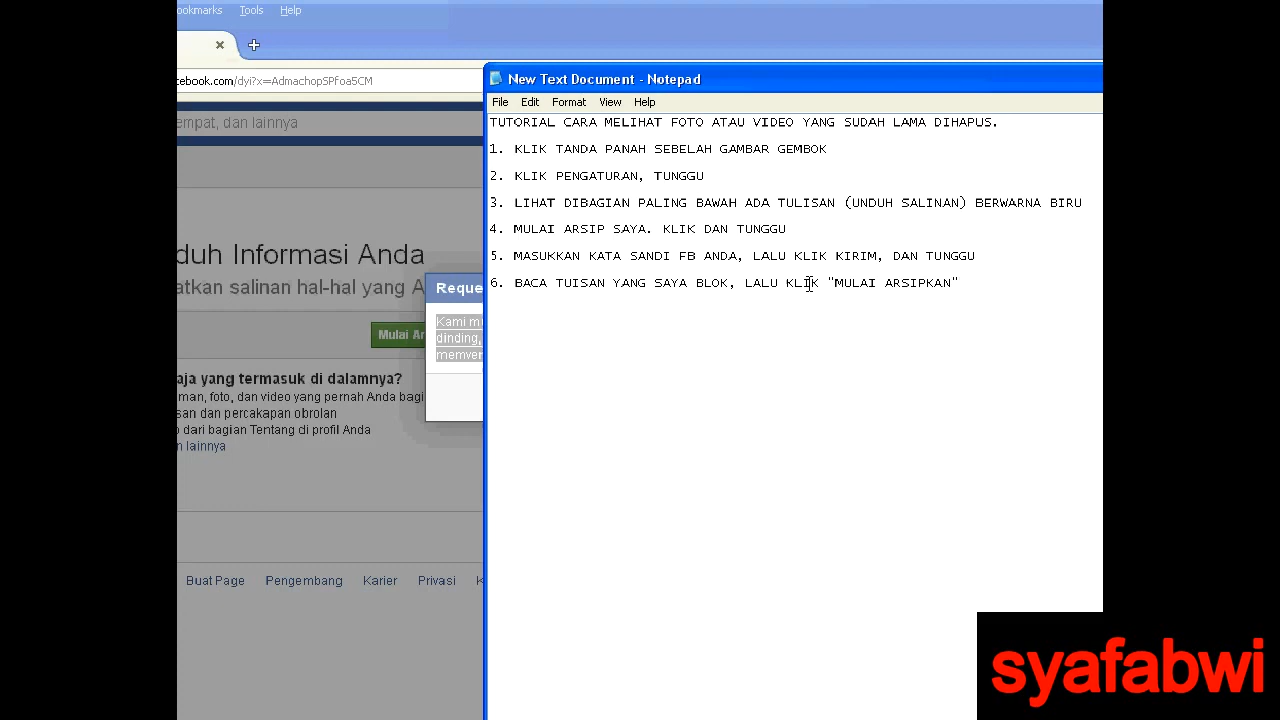 ookmarks Tools Help
tebook.com/dyi?x=AdmachopSPfoa5CM
empat, dan lainnya
duh Informasi Anda
atkan salinan hal-hal yang A
Mulai Ar
aja yang termasuk di dalamnya?
man, foto, dan video yang pernah Anda bagi
san dan percakapan obrolan
o dari bagian Tentang di profil Anda
n lainnya
Buat Page Pengembang Karier Privasi K
Reque
Kami mu
dinding,
memver
New Text Document - Notepad
File Edit Format View Help
TUTORIAL CARA MELIHAT FOTO ATAU VIDEO YANG SUDAH LAMA DIHAPUS.
1. KLIK TANDA PANAH SEBELAH GAMBAR GEMBOK
2. KLIK PENGATURAN, TUNGGU
3. LIHAT DIBAGIAN PALING BAWAH ADA TULISAN (UNDUH SALINAN) BERWARNA BIRU
4. MULAI ARSIP SAYA. KLIK DAN TUNGGU
5. MASUKKAN KATA SANDI FB ANDA, LALU KLIK KIRIM, DAN TUNGGU
6. BACA TUISAN YANG SAYA BLOK, LALU KLIK "MULAI ARSIPKAN"
syafabwi